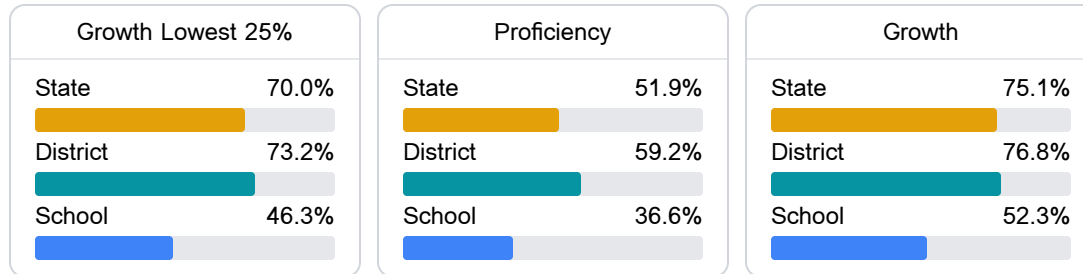 Growth Lowest 25%
State 70.0%
District 73.2%
School 46.3%
Proficiency
State 51.9%
District 59.2%
School 36.6%
Growth
State 75.1%
District 76.8%
School 52.3%